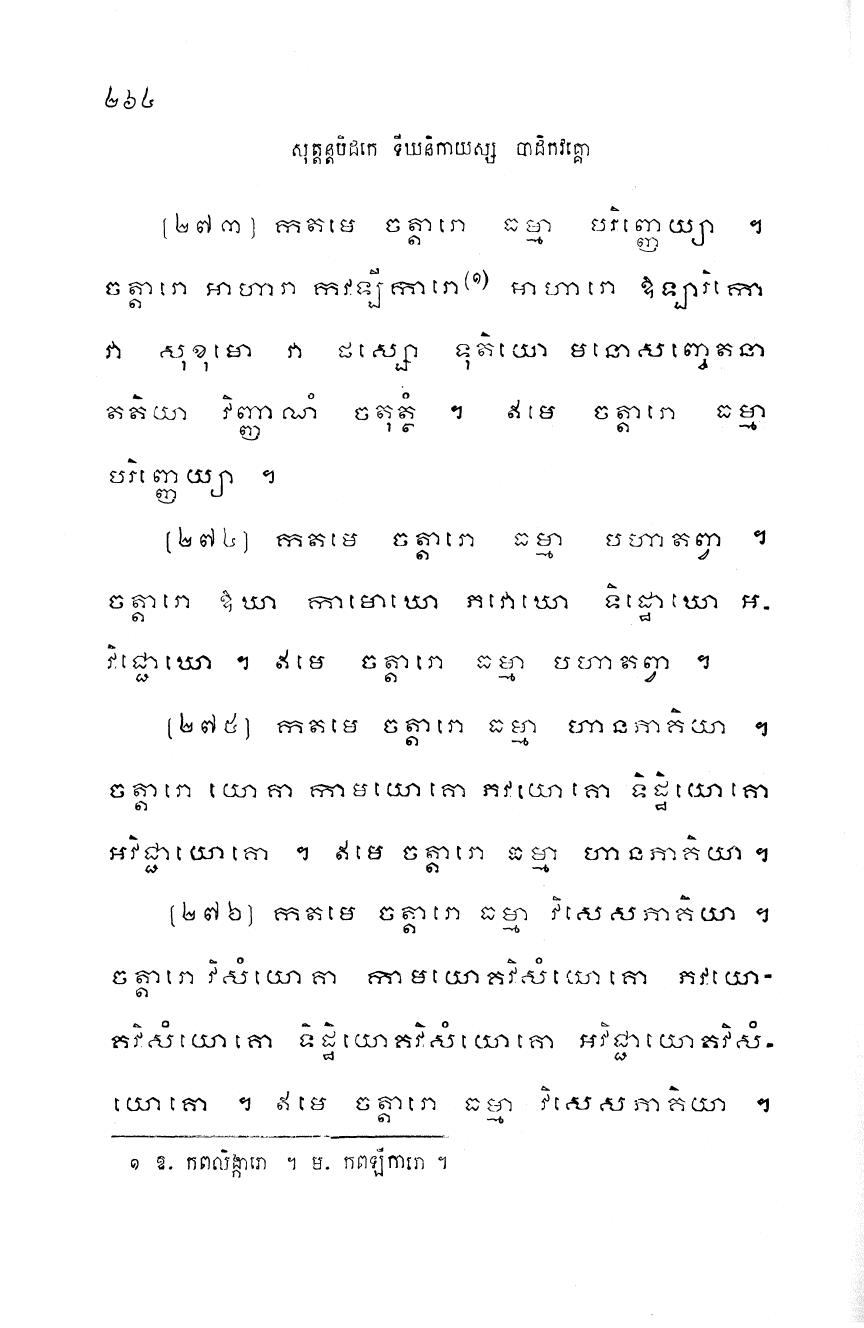 ២៦៤
សុត្តន្តបិដកេ ទីឃនិកាយស្ស បាដិកវគ្គោ
[២៧៣] កតមេ ចត្តារោ ធម្មា បរិញ្ញេយ្យា ។
ចត្តារោ អាហារា កវឡីការោ(១) អាហារោ ឱឡារិកោ
វា សុខុមោ វា ផស្សោ ទុតិយោ មនោសញ្ចេតនា
តតិយា វិញ្ញាណំ ចតុត្ថំ ។ ឥមេ ចត្តារោ ធម្មា
បរិញ្ញេយ្យា ។
[២៧៤] កតមេ ចត្តារោ ធម្មា បហាតព្វា ។
ចត្តារោ ឱឃា កាមោឃោ ភវោឃោ ទិដ្ឋោឃោ អ-
វិជ្ជោឃោ ។ ឥមេ ចត្តារោ ធម្មា បហាតព្វា ។
[២៧៥] កតមេ ចត្តារោ ធម្មា ហានភាគិយា ។
ចត្តារោ យោគា កាមយោគោ ភវយោគោ ទិដ្ឋិយោគោ
អវិជ្ជាយោគោ ។ ឥមេ ចត្តារោ ធម្មា ហានភាគិយា ។
[២៧៦] កតមេ ចត្តារោ ធម្មា វិសេសភាគិយា ។
ចត្តារោ វិសំយោគា កាមយោគវិសំយោគោ ភវយោ-
គវិសំយោគោ ទិដ្ឋិយោគវិសំយោគោ អវិជ្ជាយោគវិសំ-
យោគោ ។ ឥមេ ចត្តារោ ធម្មា វិសេសភាគិយា ។
១ ឱ. កពលិង្ការោ ។ ម. កពឡីការោ ។